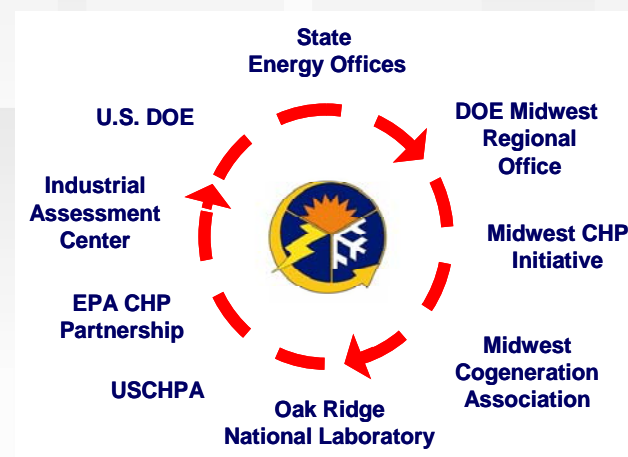 State
Energy Offices
DOE Midwest
Regional
Office
Midwest CHP
Initiative
Midwest
Cogeneration
Association
Oak Ridge
National Laboratory
USCHPA
EPA CHP
Partnership
Industrial
Assessment
Center
U.S. DOE